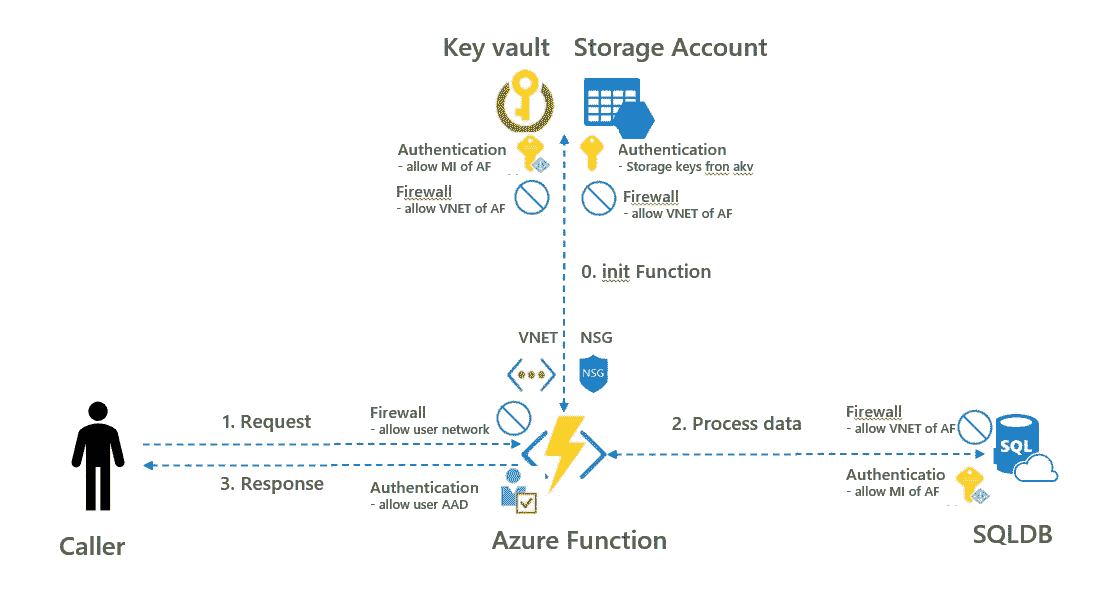 Key vault
Storage Account
Authentication
- allow MI of AF
Authentication
- Storage keys fron akv
Firewall
- allow VNET of AF
Firewall
- allow VNET of AF
0. init Function
VNET
NSG
NSG
1. Request
Firewall
- allow user network
2. Process data
Firewall
- allow VNET of AF
SQL
3. Response
Authentication
- allow user AAD
Authenticatio
- allow MI of AF
Caller
Azure Function
SQLDB